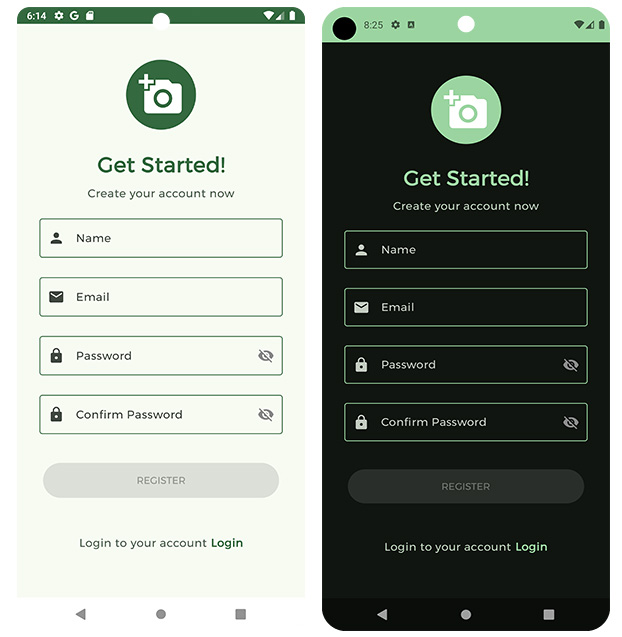 6:14
Get Started!
Create your account now
Name
Email
Password
Confirm Password
REGISTER
Login to your account Login
8:25
Get Started!
Create your account now
Name
Email
Password
Confirm Password
REGISTER
Login to your account Login